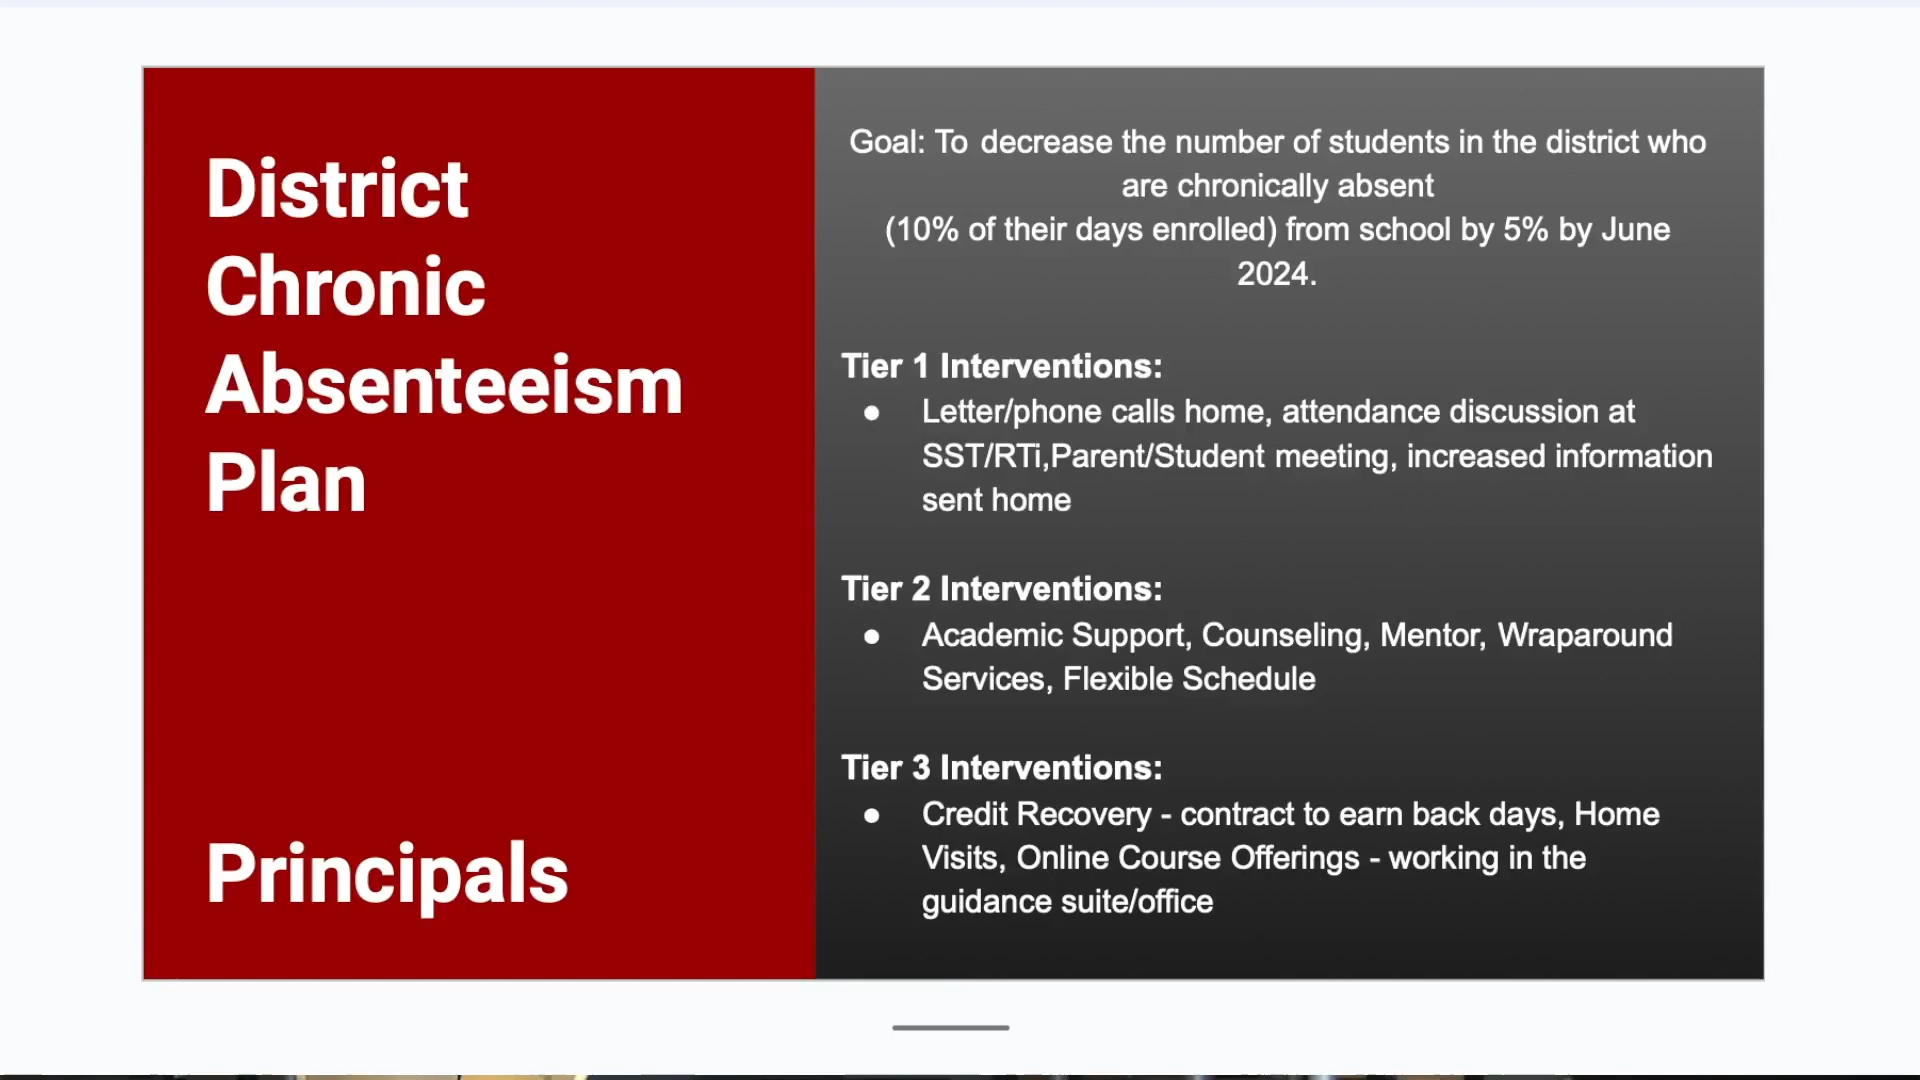 District
Chronic
Absenteeism
Plan
Principals
Goal: To decrease the number of students in the district who
are chronically absent
(10% of their days enrolled) from school by 5% by June
2024.
Tier 1 Interventions:
● Letter/phone calls home, attendance discussion at
SST/RTi,Parent/Student meeting, increased information
sent home
Tier 2 Interventions:
● Academic Support, Counseling, Mentor, Wraparound
Services, Flexible Schedule
Tier 3 Interventions:
● Credit Recovery - contract to earn back days, Home
Visits, Online Course Offerings - working in the
guidance suite/office